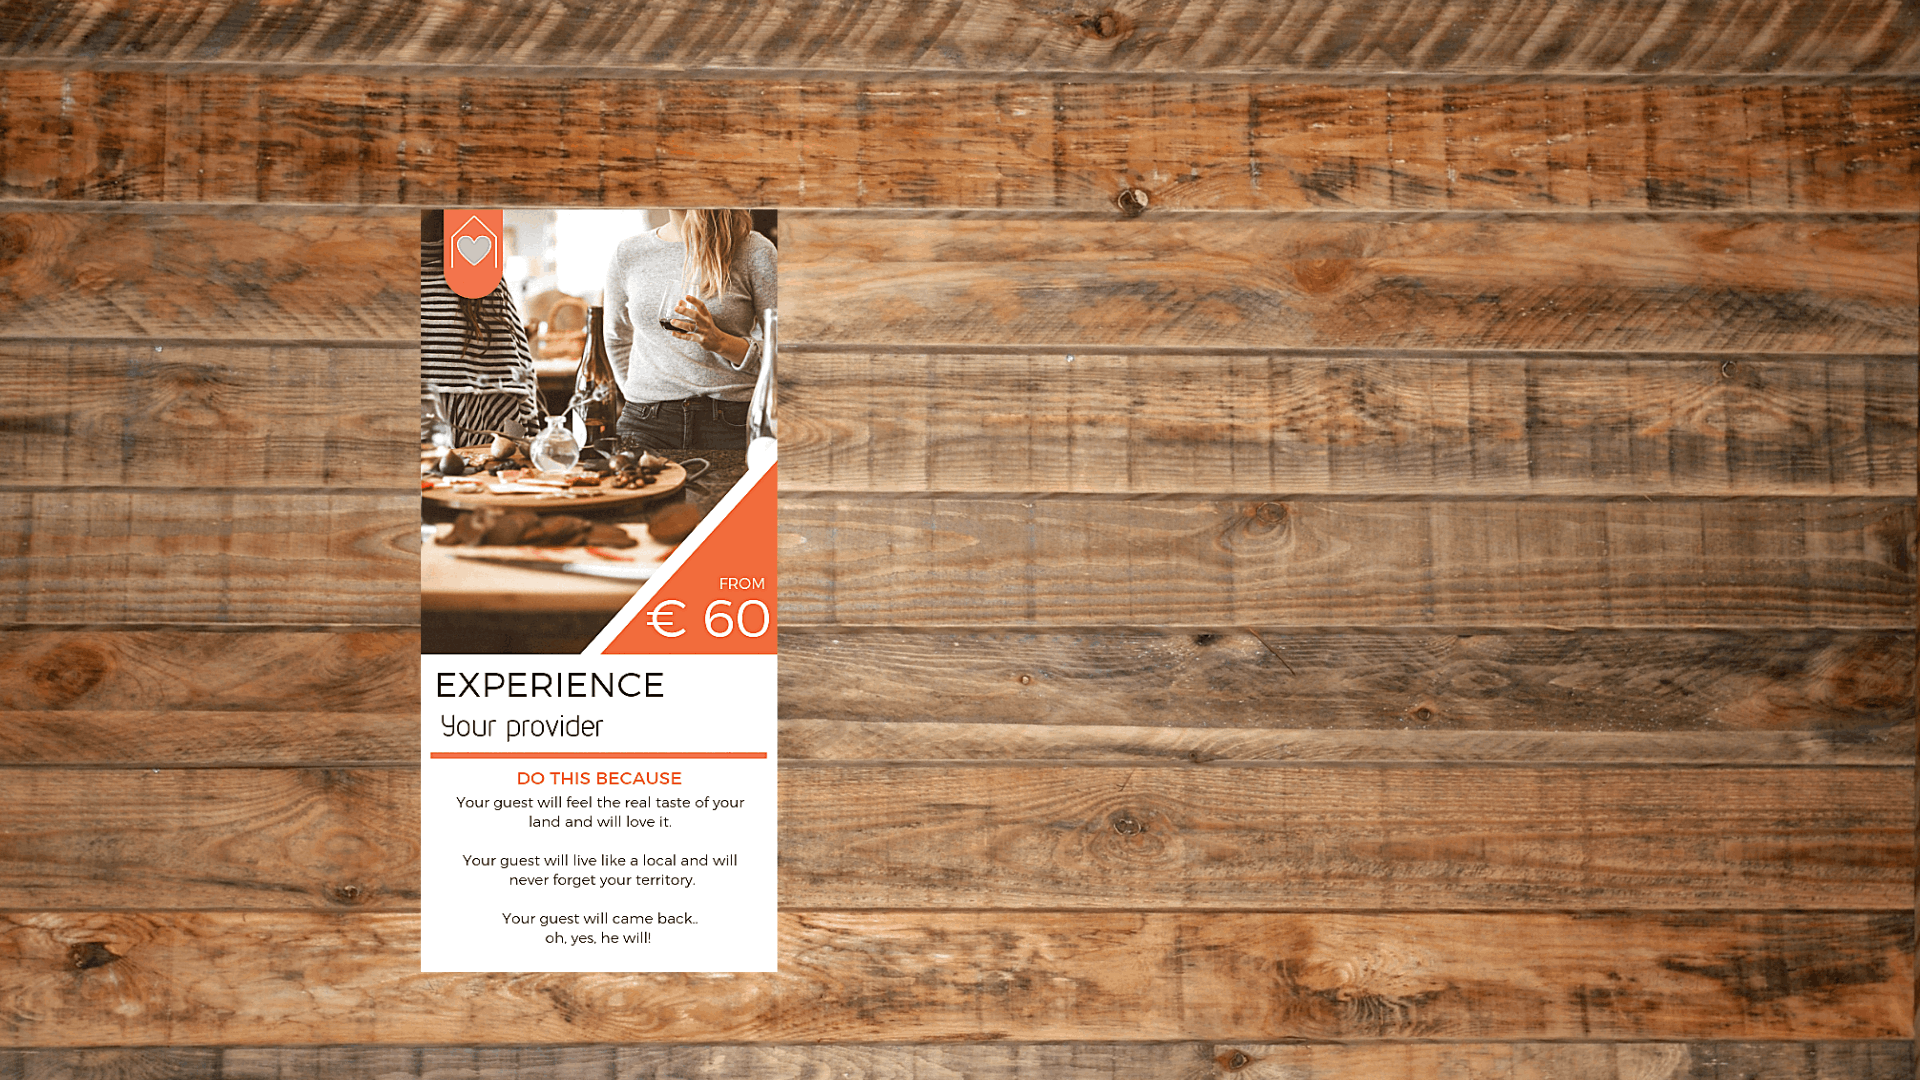 FROM
€ 60
EXPERIENCE
Your provider
DO THIS BECAUSE
Your guest will feel the real taste of your
land and will love it.
Your guest will live like a local and will
never forget your territory.
Your guest will came back..
oh, yes, he will!